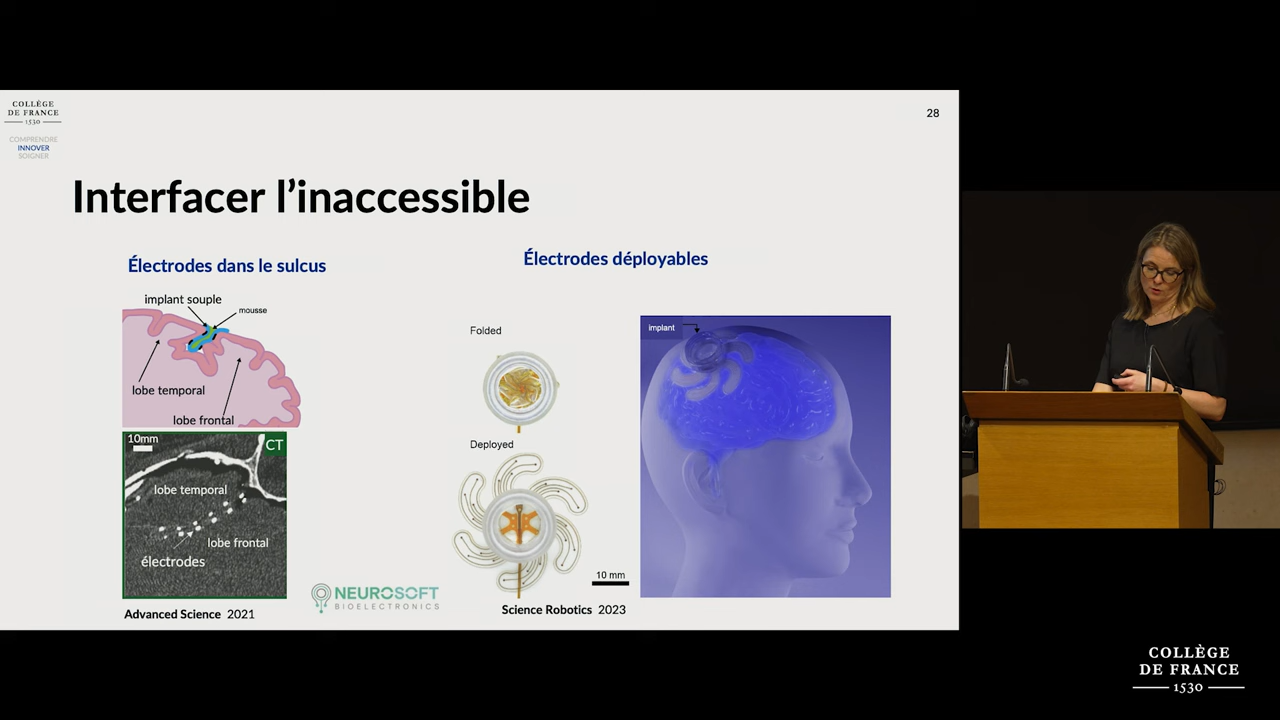 COLLÈGE
DE FRANCE
1530
COMPRENDRE
INNOVER
SOIGNER
28
Interfacer l’inaccessible
Électrodes dans le sulcus
implant souple
mousse
lobe temporal
lobe frontal
10mm
CT
lobe temporal
lobe frontal
électrodes
Advanced Science 2021
NEUROSOFT
BIOELECTRONICS
Électrodes déployables
Folded
Deployed
10 mm
Science Robotics 2023
implant
COLLÈGE
DE FRANCE
1530